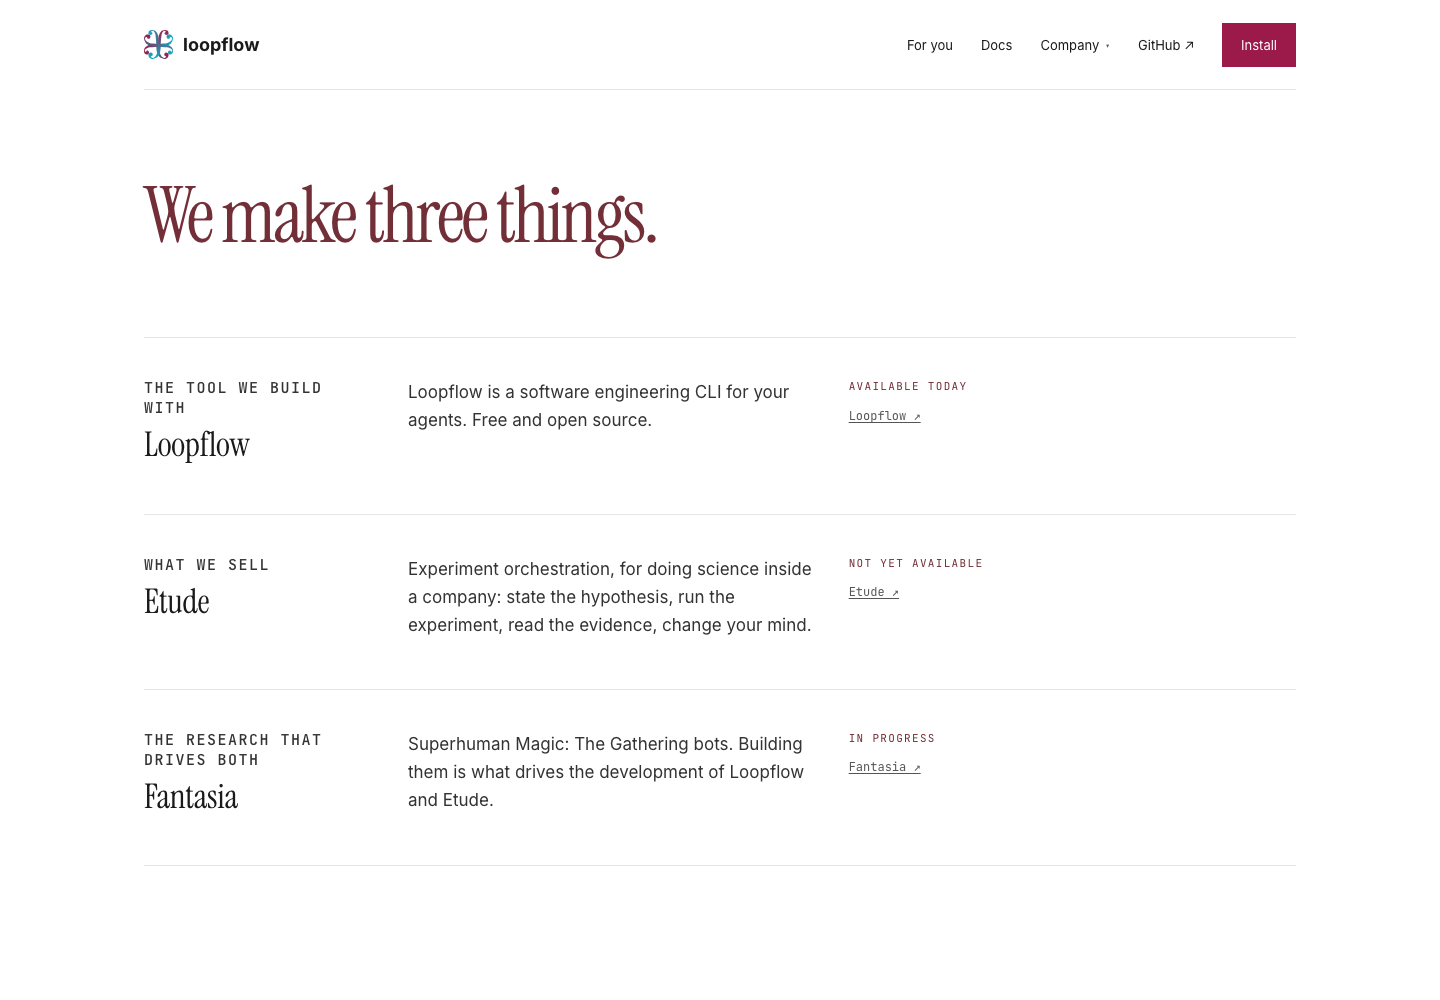 loopflow
For you Docs Company GitHub ↗ Install
We make three things.
THE TOOL WE BUILD
WITH
Loopflow
Loopflow is a software engineering CLI for your
agents. Free and open source.
AVAILABLE TODAY
Loopflow ↗
WHAT WE SELL
Etude
Experiment orchestration, for doing science inside
a company: state the hypothesis, run the
experiment, read the evidence, change your mind.
NOT YET AVAILABLE
Etude ↗
THE RESEARCH THAT
DRIVES BOTH
Fantasia
Superhuman Magic: The Gathering bots. Building
them is what drives the development of Loopflow
and Etude.
IN PROGRESS
Fantasia ↗